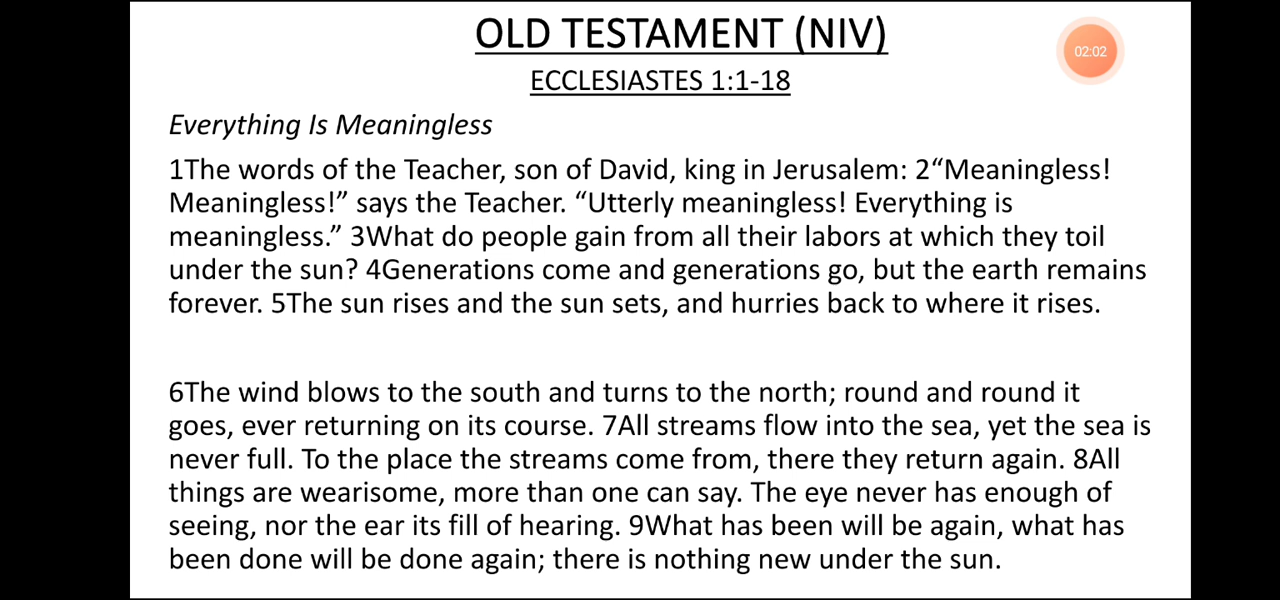 OLD TESTAMENT (NIV)
02:02
ECCLESIASTES 1:1-18
Everything Is Meaningless
1The words of the Teacher, son of David, king in Jerusalem: 2“Meaningless!
Meaningless!” says the Teacher. “Utterly meaningless! Everything is
meaningless.” 3What do people gain from all their labors at which they toil
under the sun? 4Generations come and generations go, but the earth remains
forever. 5The sun rises and the sun sets, and hurries back to where it rises.
6The wind blows to the south and turns to the north; round and round it
goes, ever returning on its course. 7All streams flow into the sea, yet the sea is
never full. To the place the streams come from, there they return again. 8All
things are wearisome, more than one can say. The eye never has enough of
seeing, nor the ear its fill of hearing. 9What has been will be again, what has
been done will be done again; there is nothing new under the sun.